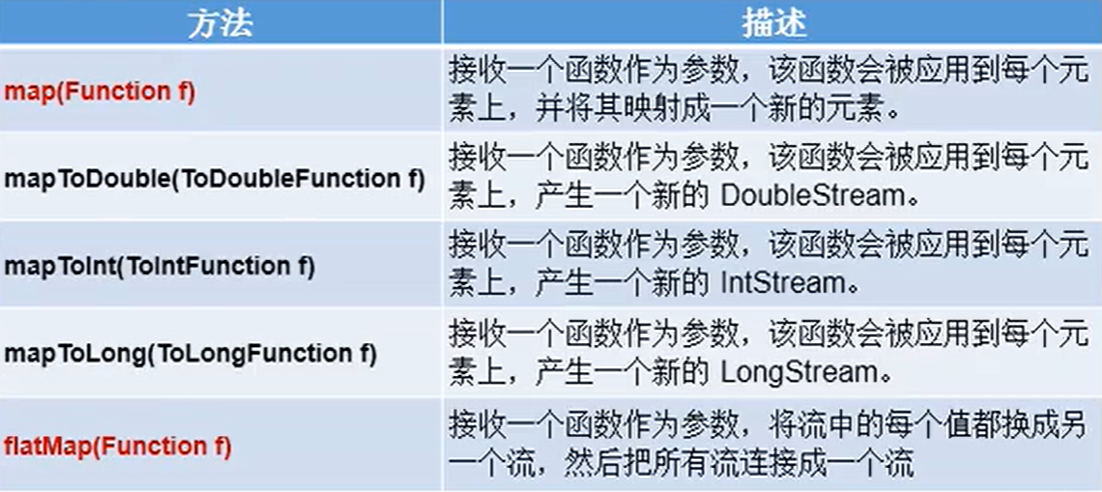 方法 描述
map(Function f)
接收一个函数作为参数，该函数会被应用到每个元
素上，并将其映射成一个新的元素。
mapToDouble(ToDoubleFunction f)
接收一个函数作为参数，该函数会被应用到每个元
素上，产生一个新的 DoubleStream。
mapToInt(ToIntFunction f)
接收一个函数作为参数，该函数会被应用到每个元
素上，产生一个新的 IntStream。
mapToLong(ToLongFunction f)
接收一个函数作为参数，该函数会被应用到每个元
素上，产生一个新的 LongStream。
flatMap(Function f)
接收一个函数作为参数，将流中的每个值都换成另
一个流，然后把所有流连接成一个流